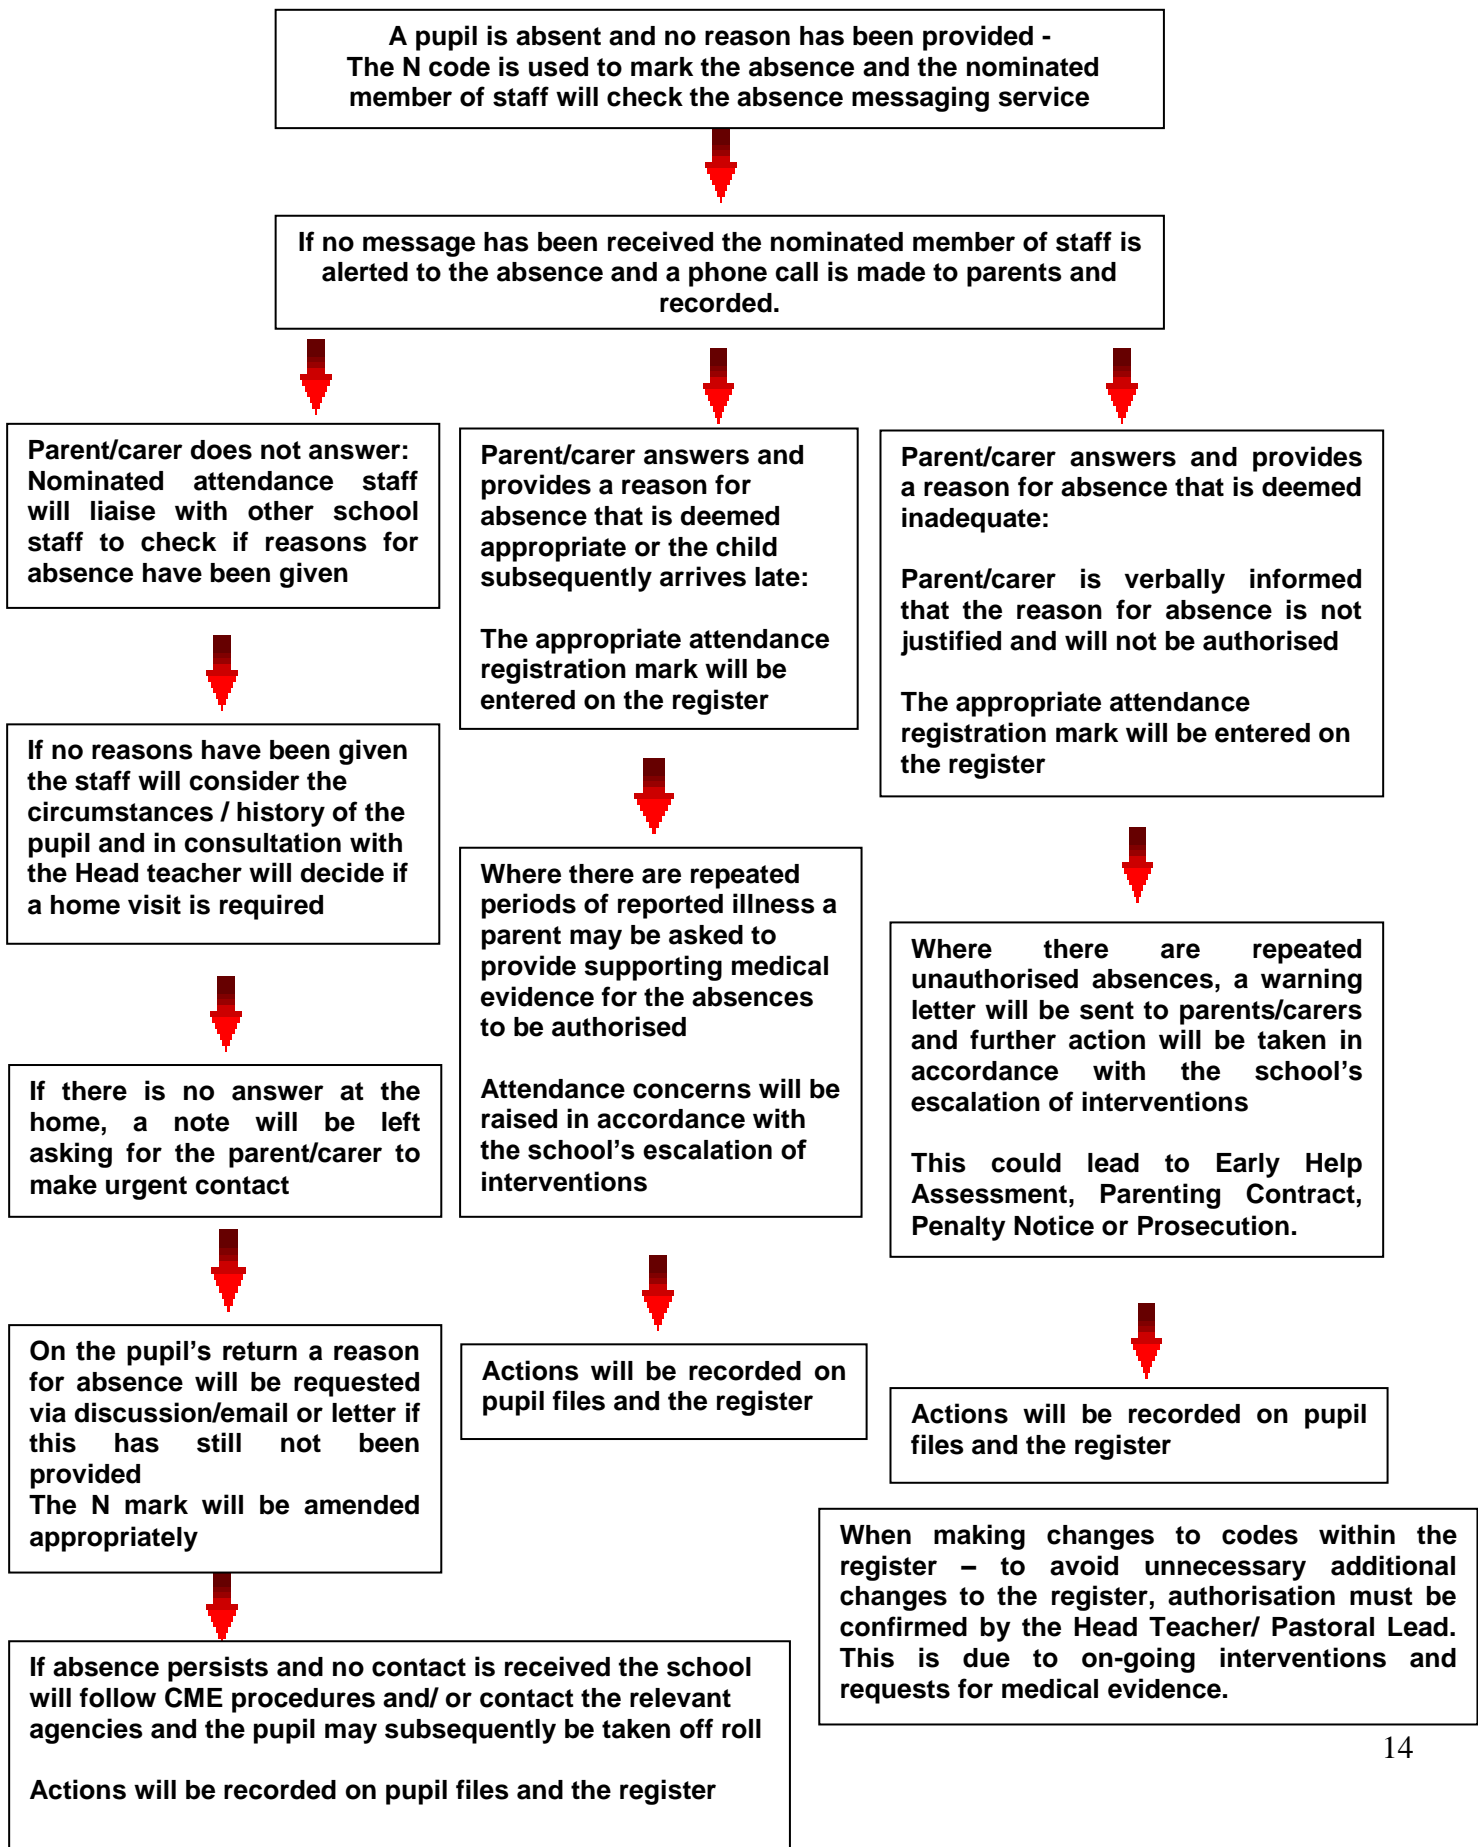 A pupil is absent and no reason has been provided -
The N code is used to mark the absence and the nominated
member of staff will check the absence messaging service
If no message has been received the nominated member of staff is
alerted to the absence and a phone call is made to parents and
recorded.
Parent/carer does not answer:
Nominated attendance staff
will liaise with other school
staff to check if reasons for
absence have been given
If no reasons have been given
the staff will consider the
circumstances / history of the
pupil and in consultation with
the Head teacher will decide if
a home visit is required
If there is no answer at the
home, a note will be left
asking for the parent/carer to
make urgent contact
On the pupil's return a reason
for absence will be requested
via discussion/email or letter if
this has still not been
provided
The N mark will be amended
appropriately
If absence persists and no contact is received the school
will follow CME procedures and/ or contact the relevant
agencies and the pupil may subsequently be taken off roll
Actions will be recorded on pupil files and the register
Parent/carer answers and
provides a reason for
absence that is deemed
appropriate or the child
subsequently arrives late:
The appropriate attendance
registration mark will be
entered on the register
Where there are repeated
periods of reported illness a
parent may be asked to
provide supporting medical
evidence for the absences
to be authorised
Attendance concerns will be
raised in accordance with
the school's escalation of
interventions
Actions will be recorded on
pupil files and the register
Parent/carer answers and provides
a reason for absence that is deemed
inadequate:
Parent/carer is verbally informed
that the reason for absence is not
justified and will not be authorised
The appropriate attendance
registration mark will be entered on
the register
Where there are repeated
unauthorised absences, a warning
letter will be sent to parents/carers
and further action will be taken in
accordance with the school's
escalation of interventions
This could lead to Early Help
Assessment, Parenting Contract,
Penalty Notice or Prosecution.
Actions will be recorded on pupil
files and the register
When making changes to codes within the
register – to avoid unnecessary additional
changes to the register, authorisation must be
confirmed by the Head Teacher/ Pastoral Lead.
This is due to on-going interventions and
requests for medical evidence.
14